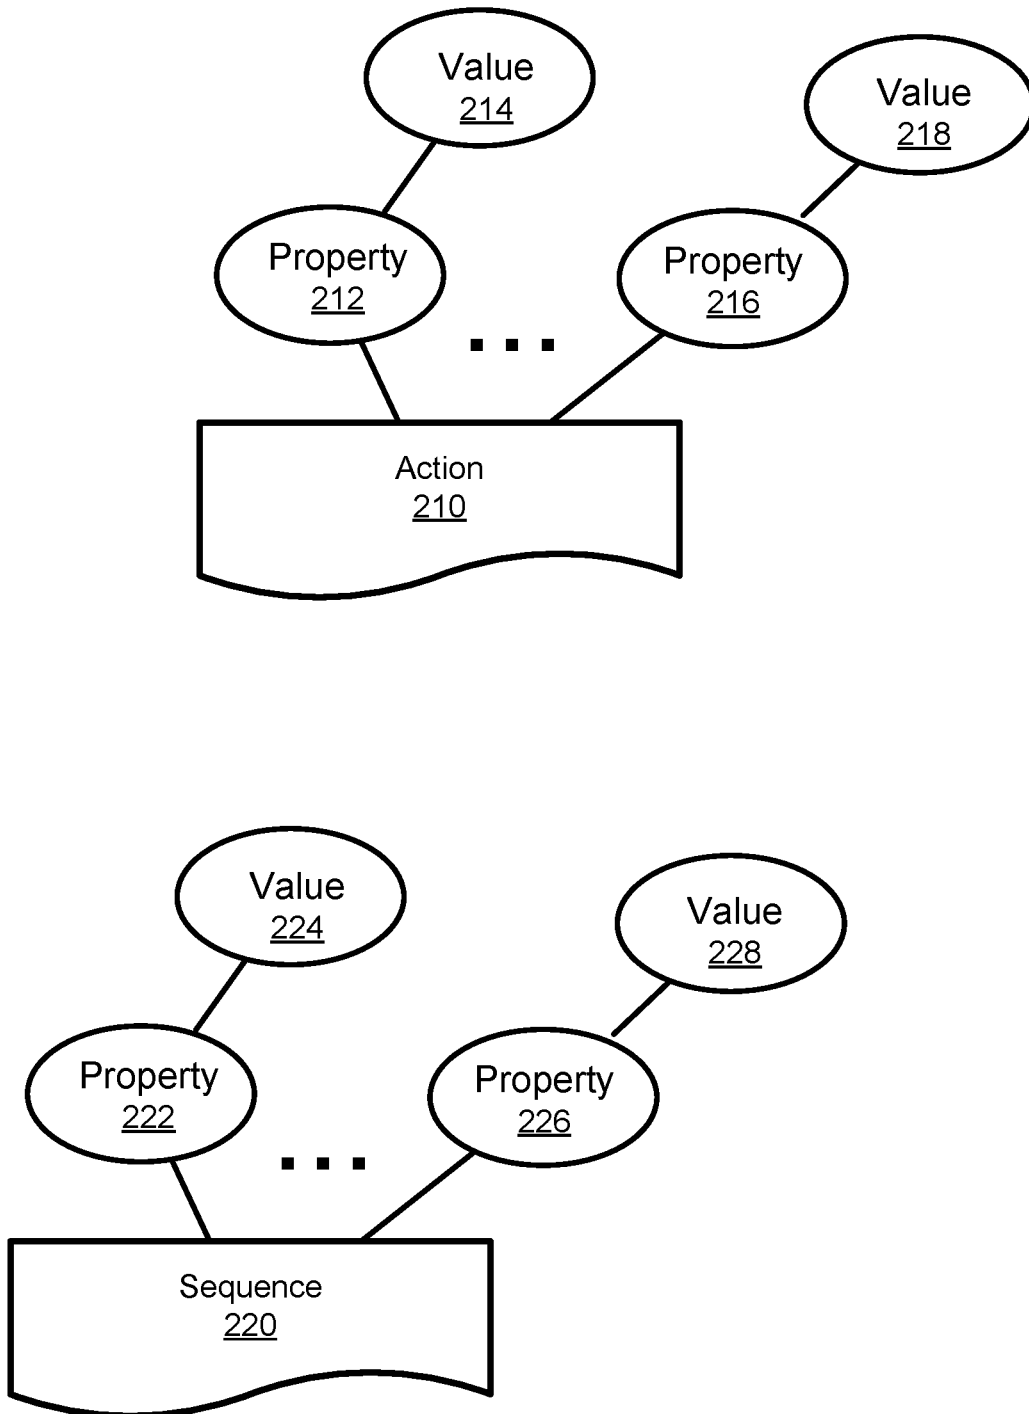 Value
214
Value
218
Property
212
Property
216
Action
210
Value
224
Value
228
Property
222
Property
226
Sequence
220